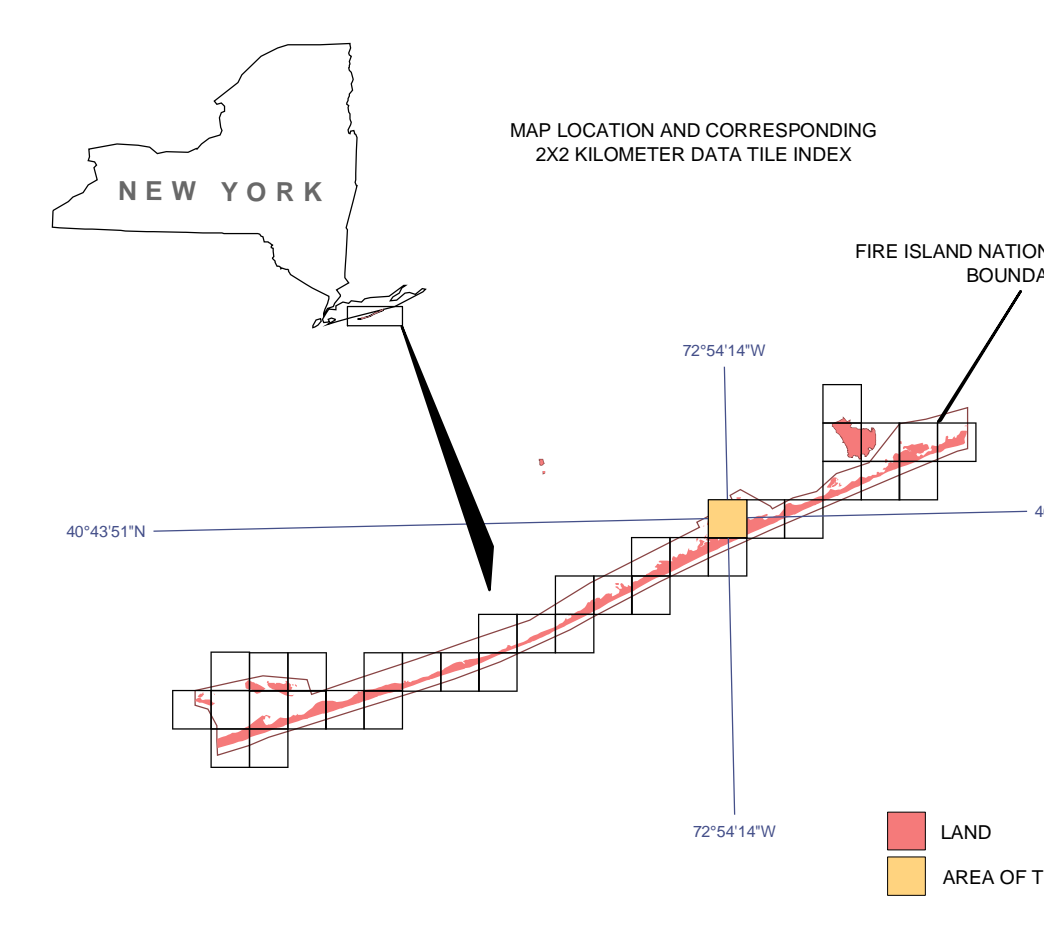 NEW YORK
MAP LOCATION AND CORRESPONDING
2X2 KILOMETER DATA TILE INDEX
FIRE ISLAND NATION
BOUNDA
72°54'14"W
40°43'51"N
40
72°54'14"W
LAND
AREA OF T